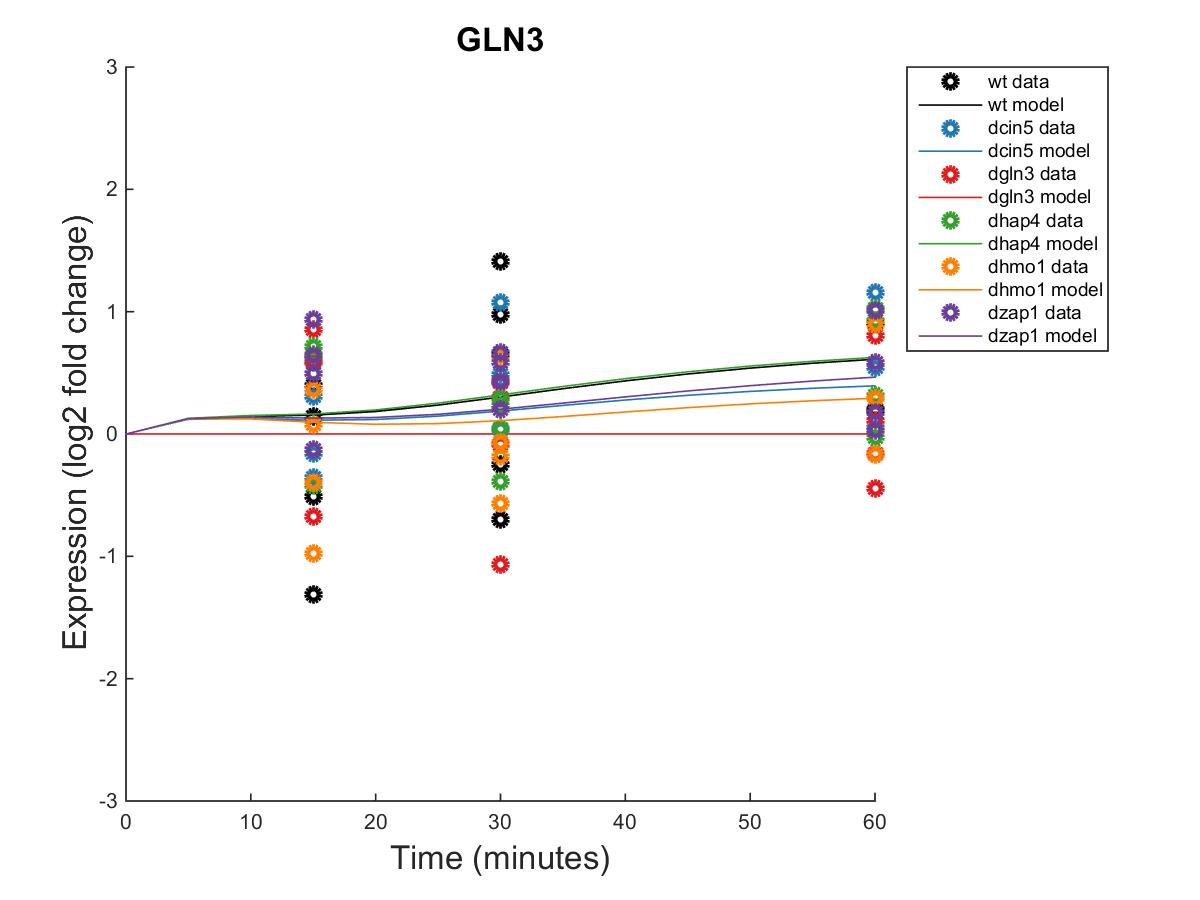 GLN3
Expression (log2 fold change)
3
2
1
0
-1
-2
-3
0 10 20 30 40 50 60
Time (minutes)
wt data
wt model
dcin5 data
dcin5 model
dgln3 data
dgln3 model
dhap4 data
dhap4 model
dhmo1 data
dhmo1 model
dzap1 data
dzap1 model